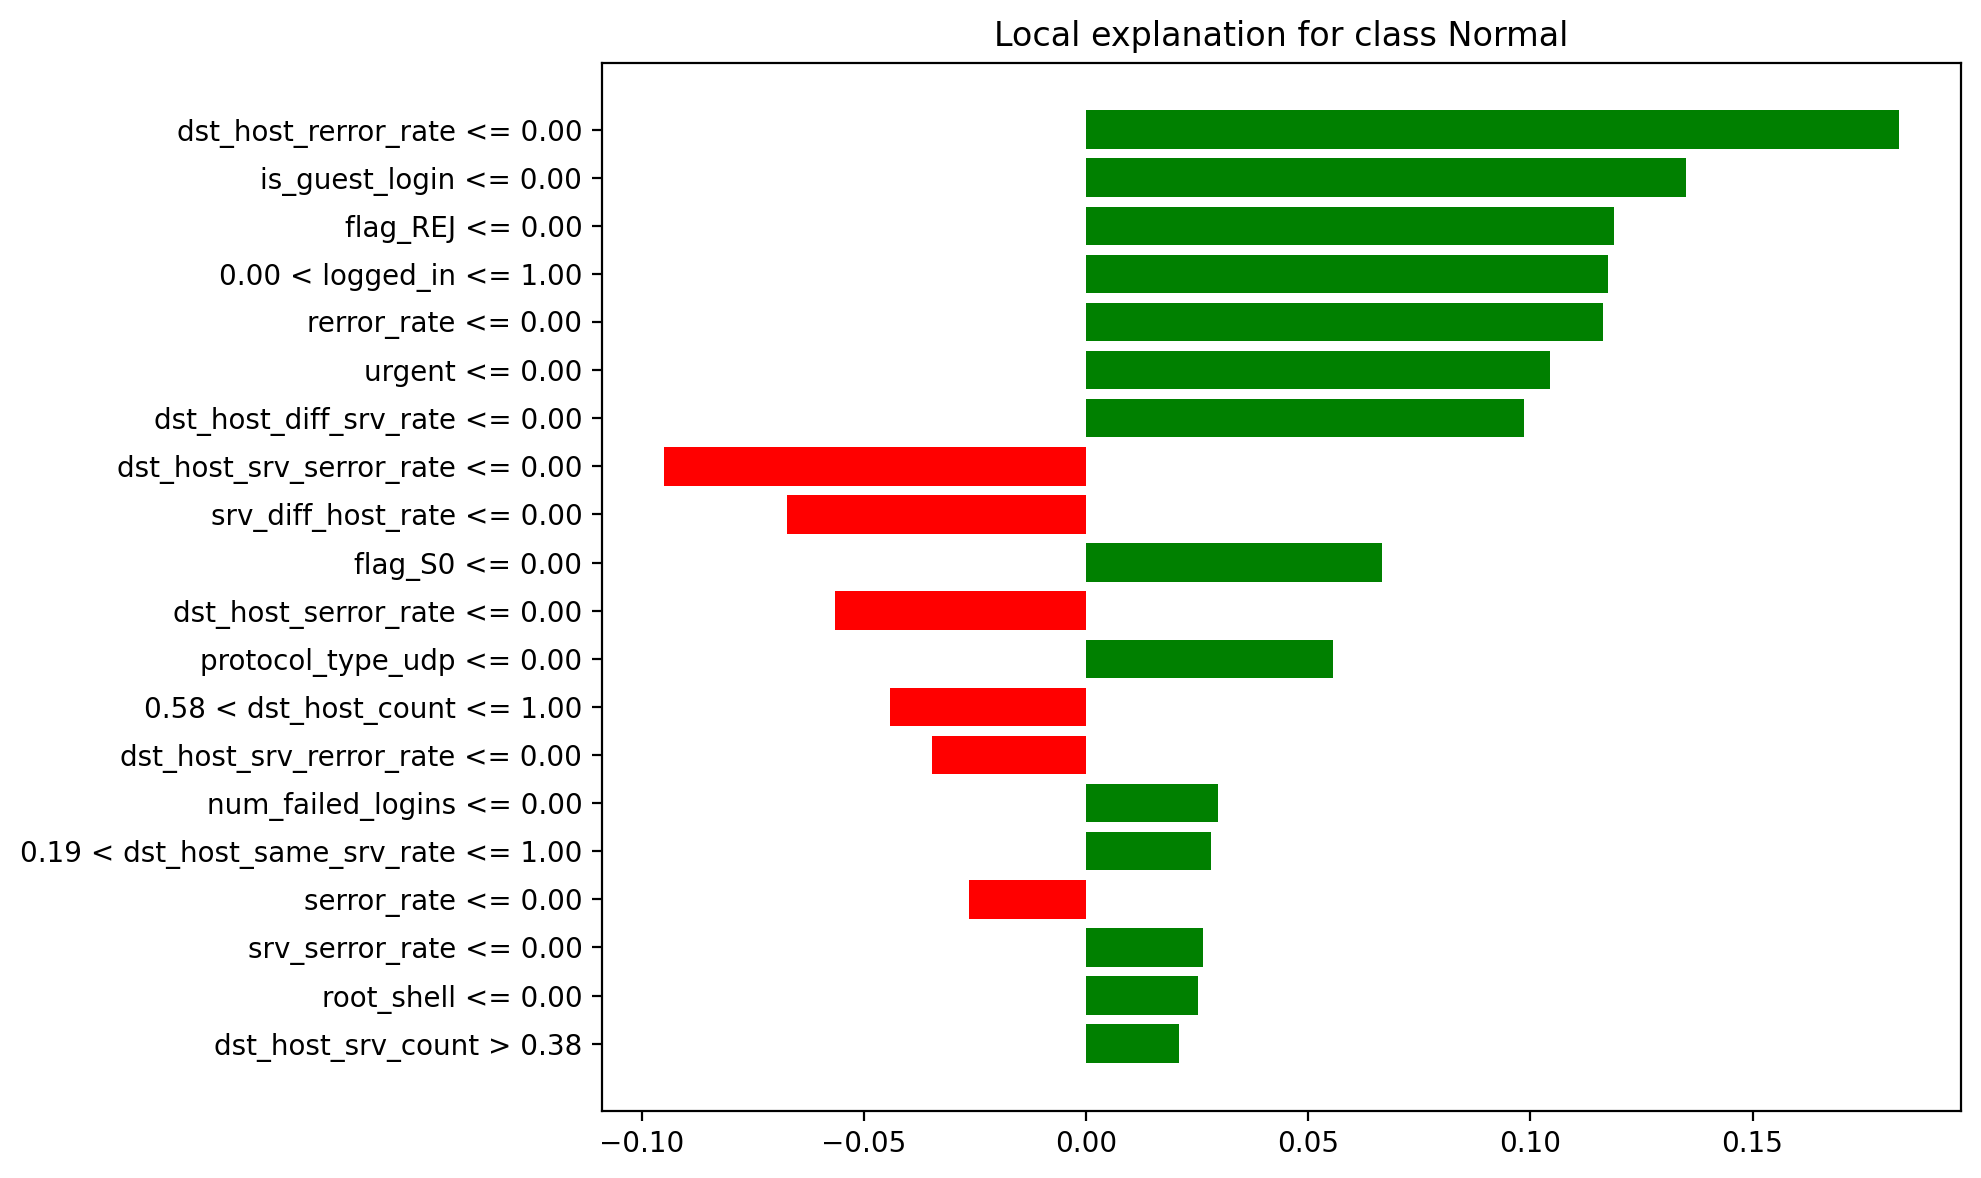 Local explanation for class Normal
dst_host_rerror_rate <= 0.00
is_guest_login <= 0.00
flag_REJ <= 0.00
0.00 < logged_in <= 1.00
rerror_rate <= 0.00
urgent <= 0.00
dst_host_diff_srv_rate <= 0.00
dst_host_srv_serror_rate <= 0.00
srv_diff_host_rate <= 0.00
flag_S0 <= 0.00
dst_host_serror_rate <= 0.00
protocol_type_udp <= 0.00
0.58 < dst_host_count <= 1.00
dst_host_srv_rerror_rate <= 0.00
num_failed_logins <= 0.00
0.19 < dst_host_same_srv_rate <= 1.00
serror_rate <= 0.00
srv_serror_rate <= 0.00
root_shell <= 0.00
dst_host_srv_count > 0.38
−0.10 −0.05 0.00 0.05 0.10 0.15